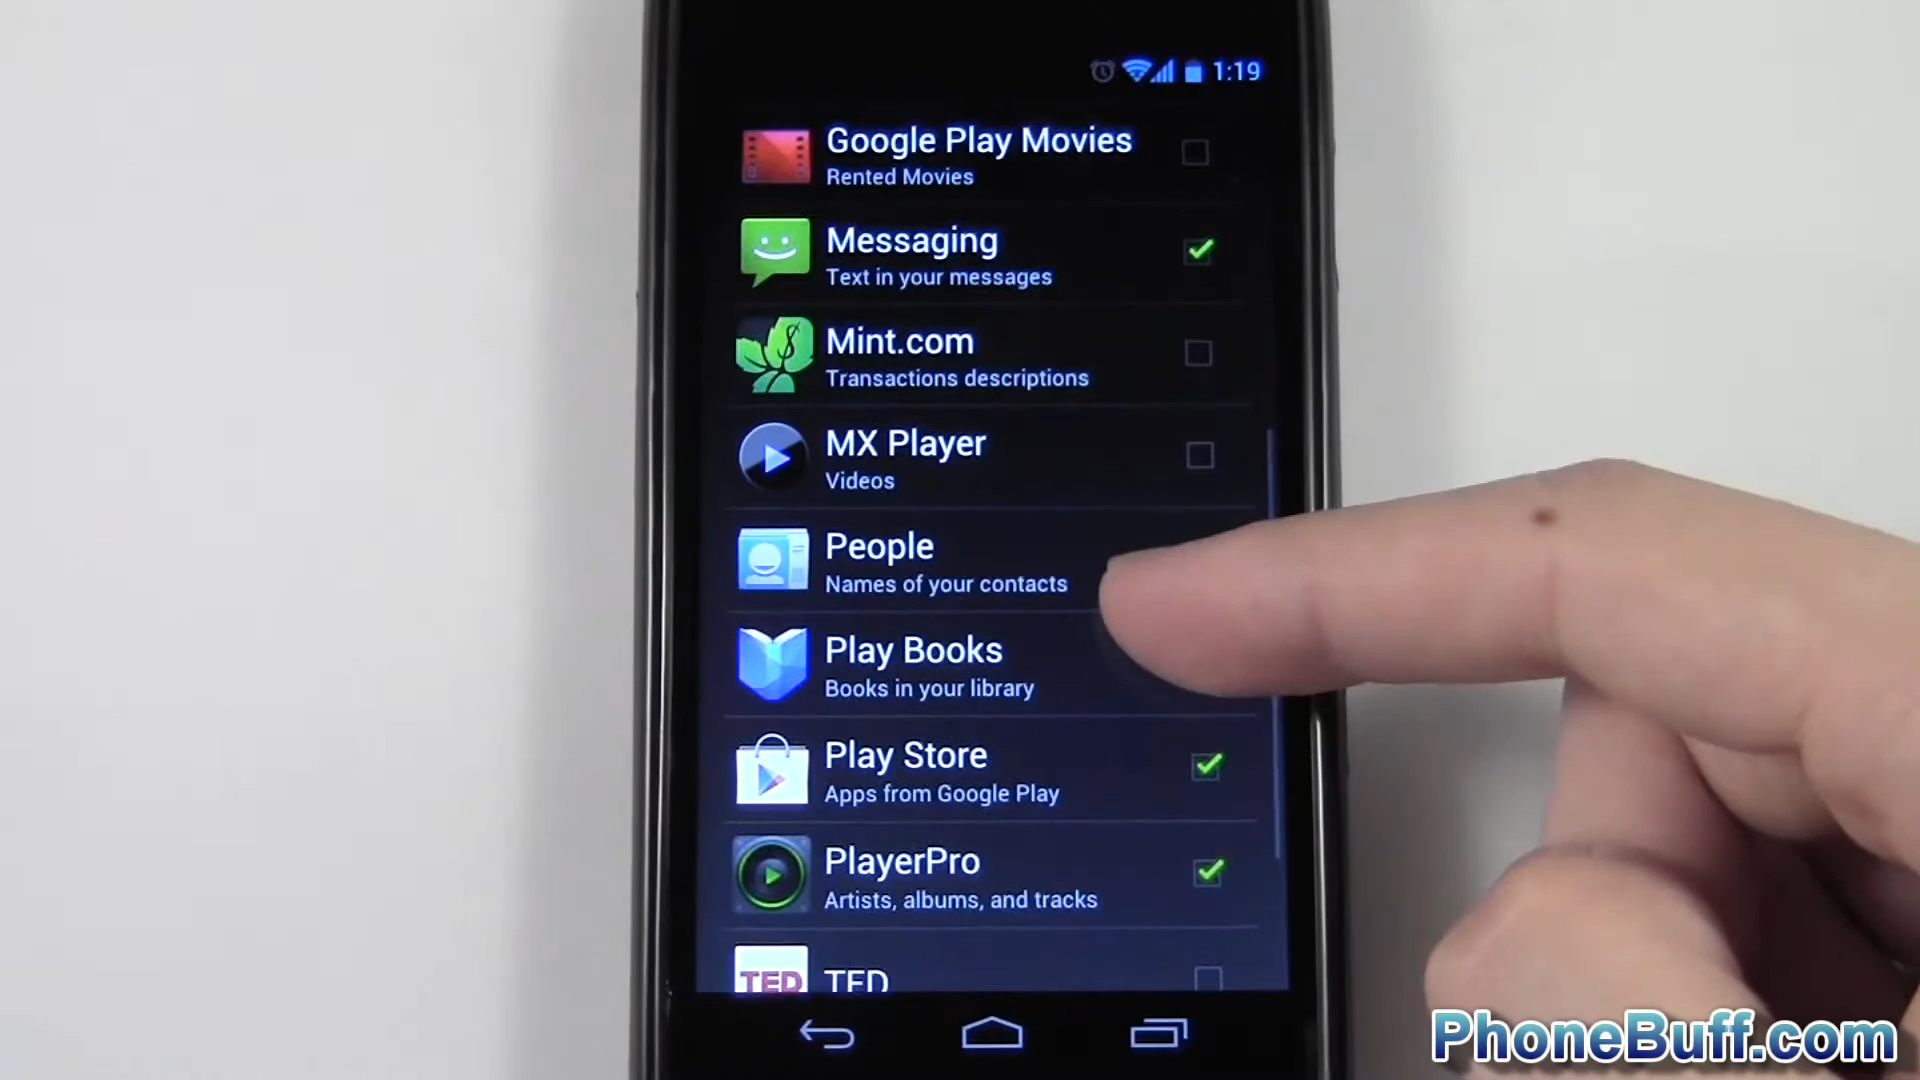 1:19
Google Play Movies
Rented Movies
Messaging
Text in your messages
Mint.com
Transactions descriptions
MX Player
Videos
People
Names of your contacts
Play Books
Books in your library
Play Store
Apps from Google Play
PlayerPro
Artists, albums, and tracks
TED
TED
PhoneBuff.com